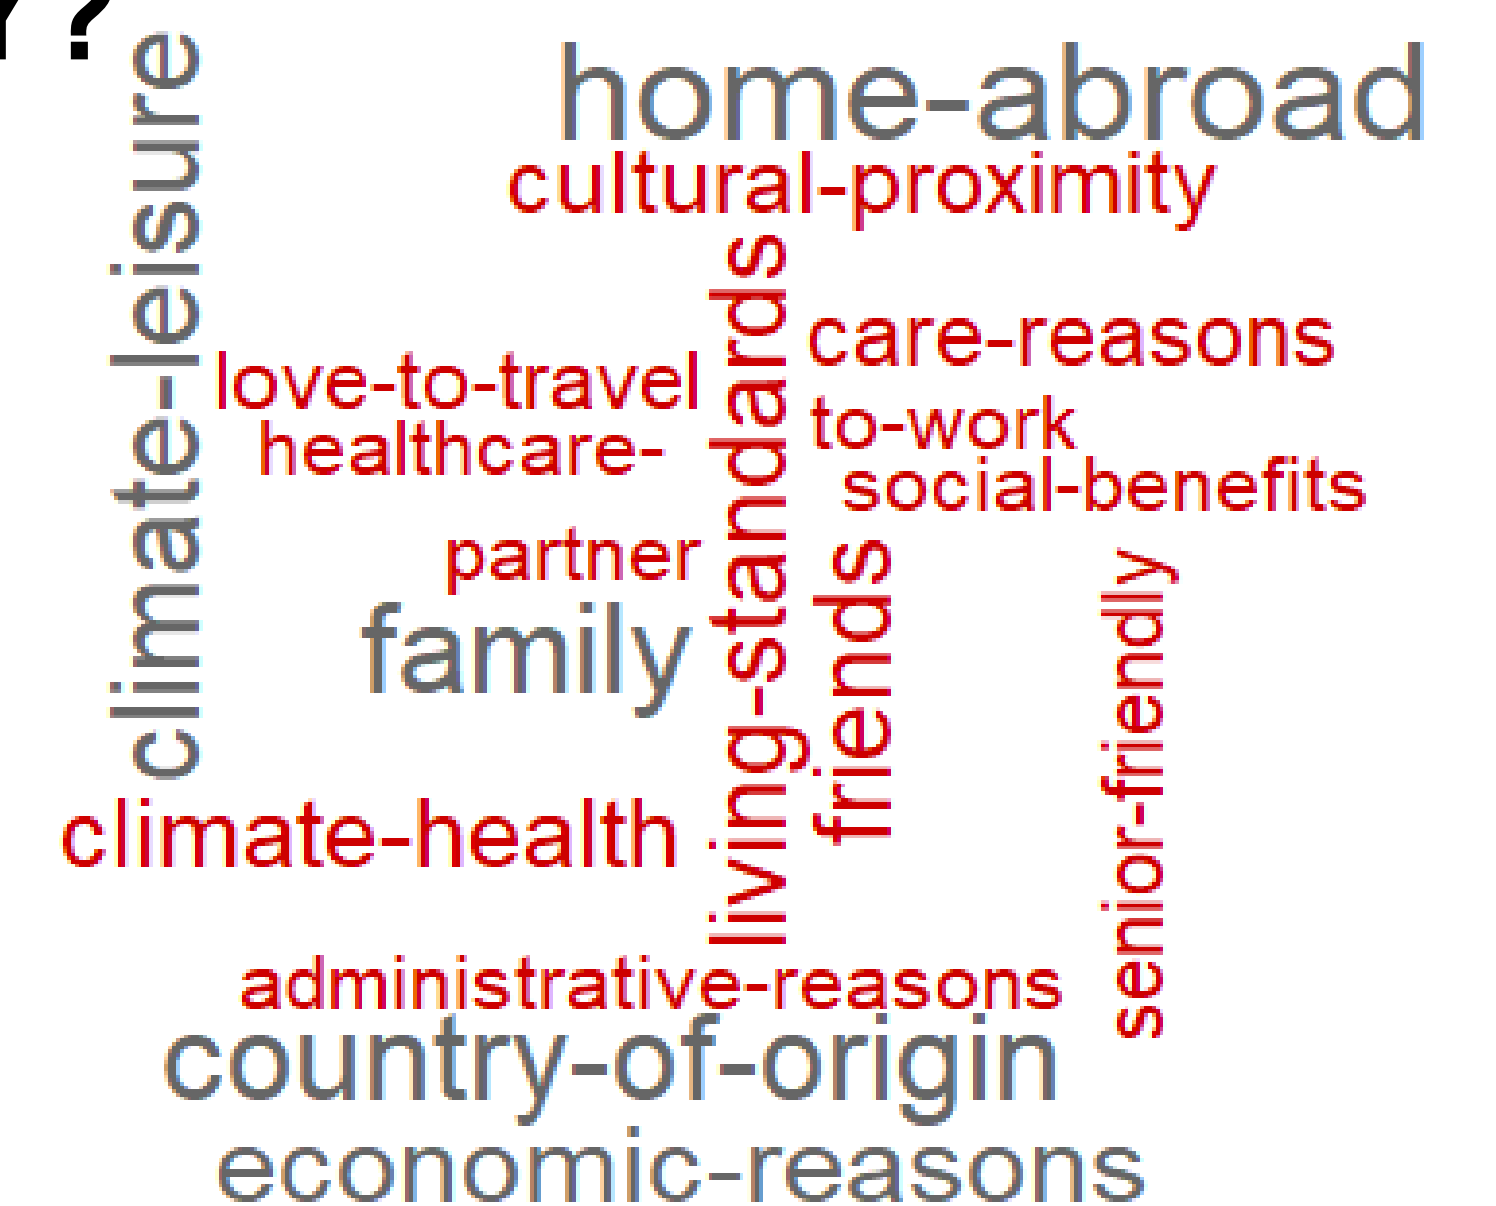 Y?
home-abroad
cultural-proximity
climate-leisure
living-standards
care-reasons
love-to-travel
to-work
healthcare-
social-benefits
partner
friends
senior-friendly
family
climate-health
administrative-reasons
country-of-origin
economic-reasons